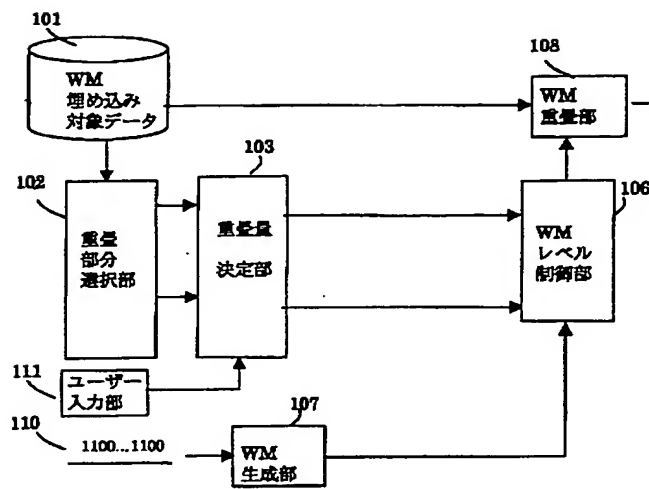 101
WM
埋め込み
対象データ
108
WM
重畳部
102
重畳
部分
選択部
103
重畳量
決定部
106
WM
レベル
制御部
111
ユーザー
入力部
110
1100...1100
107
WM
生成部